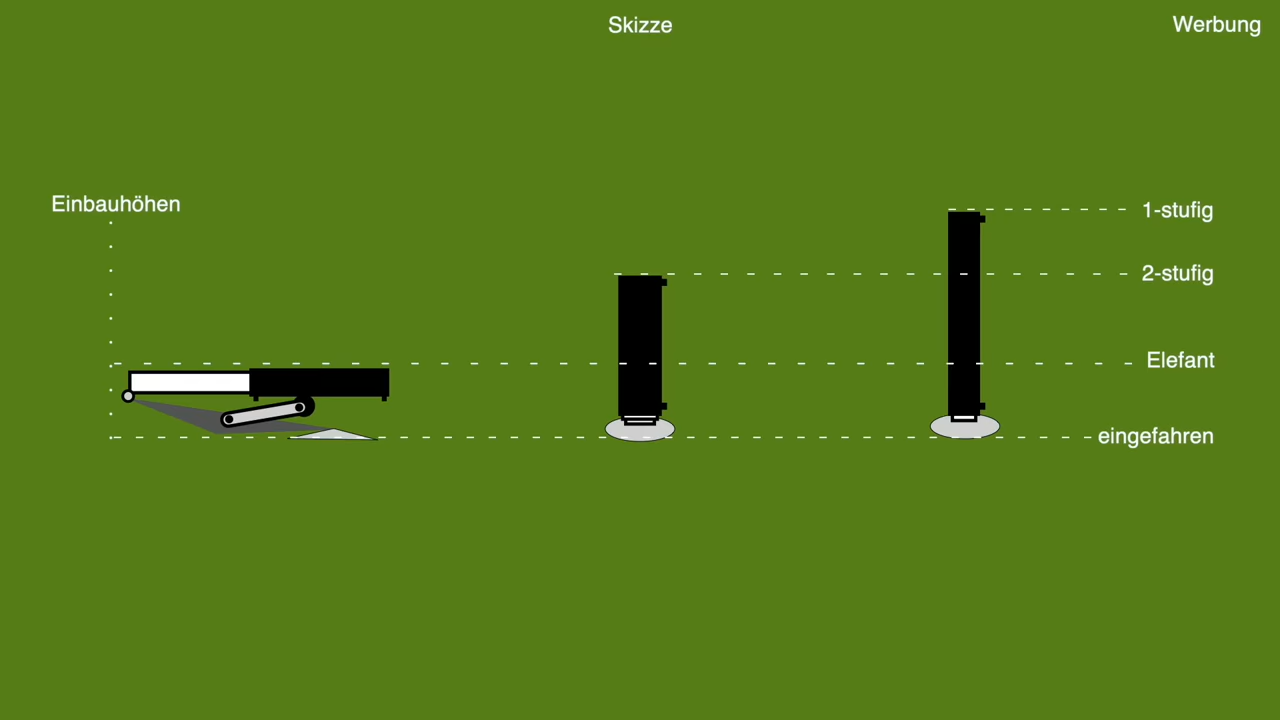 Skizze
Werbung
Einbauhöhen
1-stufig
2-stufig
Elefant
eingefahren